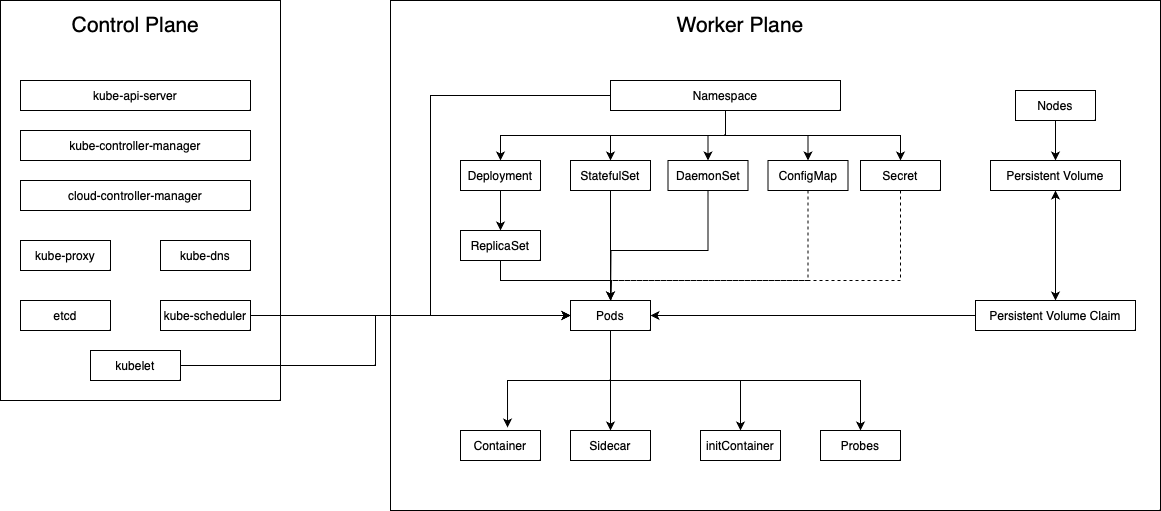 Control Plane
kube-api-server
kube-controller-manager
cloud-controller-manager
kube-proxy
kube-dns
etcd
kube-scheduler
kubelet
Worker Plane
Namespace
Nodes
Deployment
StatefulSet
DaemonSet
ConfigMap
Secret
Persistent Volume
ReplicaSet
Pods
Persistent Volume Claim
Container
Sidecar
initContainer
Probes